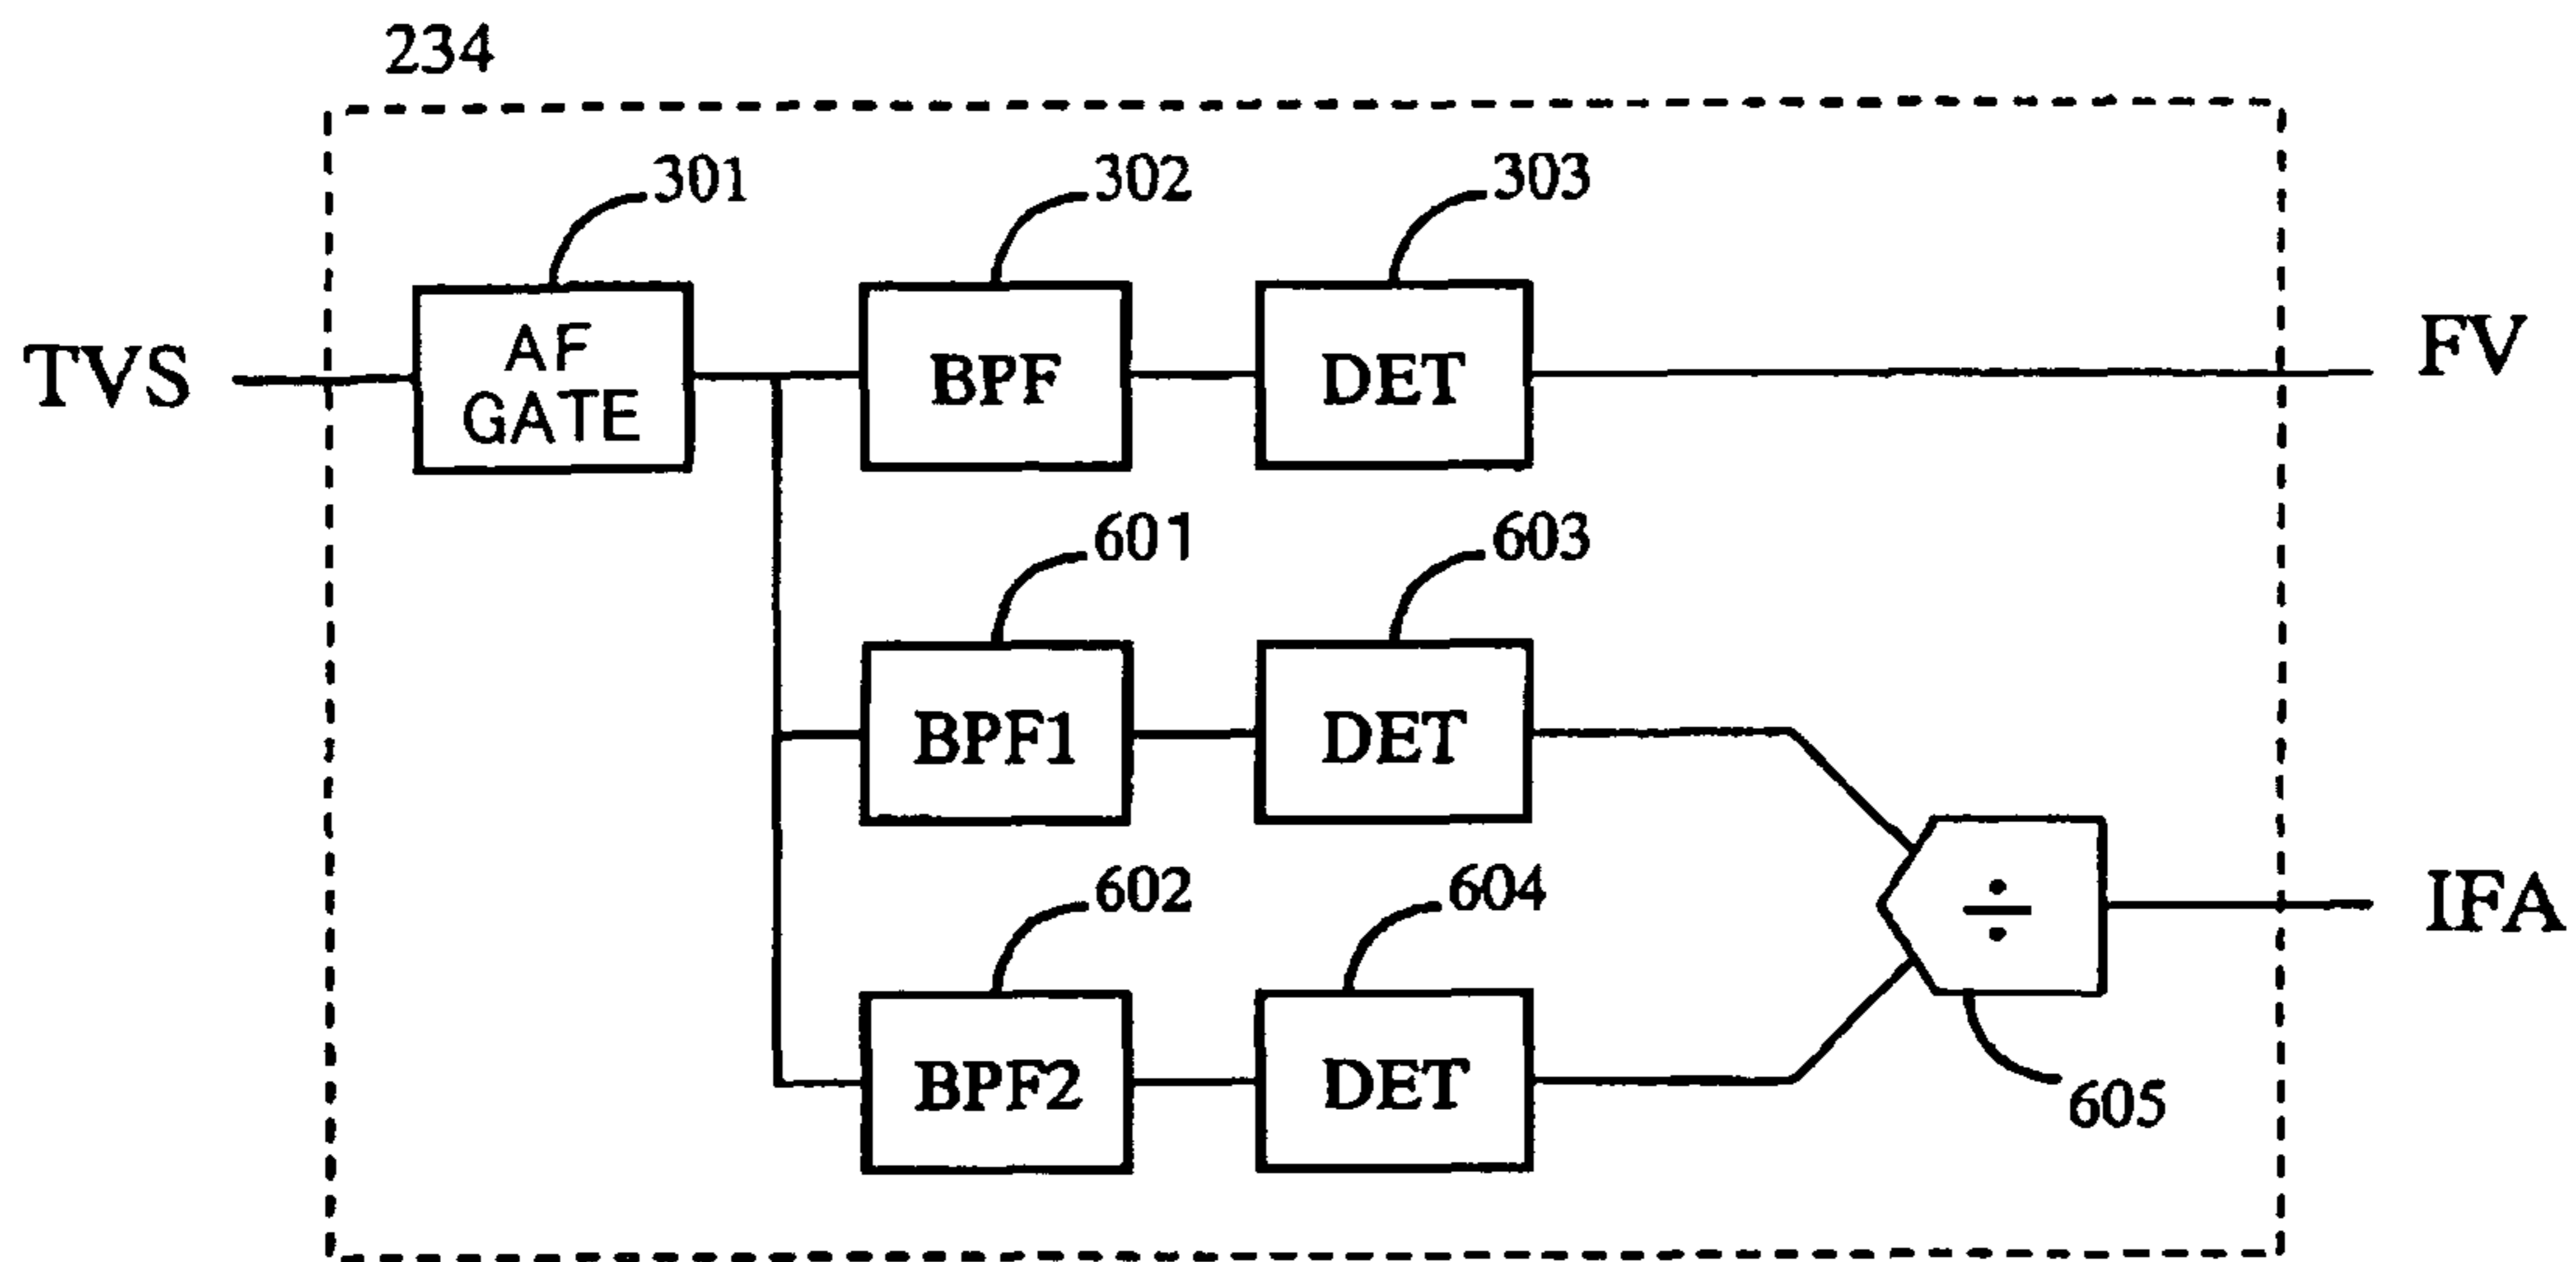 234
301
302
303
TVS
AF
GATE
BPF
DET
FV
601
603
BPF1
DET
602
604
÷
IFA
BPF2
DET
605